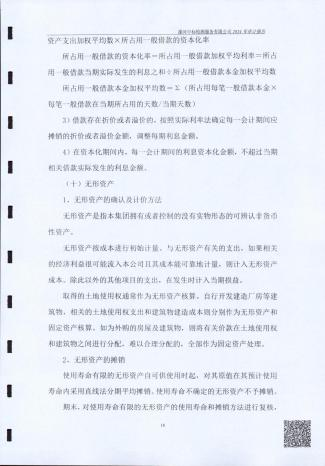 漯河中标检测服务有限公司 2024 年审计报告
资产支出加权平均数×所占用一般借款的资本化率
所占用一般借款的资本化率=所占用一般借款加权平均利率=所占
用一般借款当期实际发生的利息之和÷所占用一般借款本金加权平均数
所占用一般借款本金加权平均数=Σ(所占用每笔一般借款本金×
每笔一般借款在当期所占用的天数/当期天数)
3)借款存在折价或者溢价的,按照实际利率法确定每一会计期间应
摊销的折价或者溢价金额,调整每期利息金额。
4)在资本化期间内,每一会计期间的利息资本化金额,不超过当期
相关借款实际发生的利息金额。
(十)无形资产
1、无形资产的确认及计价方法
无形资产是指本集团拥有或者控制的没有实物形态的可辨认非货币
性资产。
无形资产按成本进行初始计量。与无形资产有关的支出,如果相关
的经济利益很可能流入本公司且其成本能可靠地计量,则计入无形资产
成本。除此以外的其他项目的支出,在发生时计入当期损益。
取得的土地使用权通常作为无形资产核算。自行开发建造厂房等建
筑物,相关的土地使用权支出和建筑物建造成本则分别作为无形资产和
固定资产核算。如为外购的房屋及建筑物,则将有关价款在土地使用权
和建筑物之间进行分配,难以合理分配的,全部作为固定资产处理。
2、无形资产的摊销
使用寿命有限的无形资产自可供使用时起,对其原值在其预计使用
寿命内采用直线法分期平均摊销。使用寿命不确定的无形资产不予摊销。
期末,对使用寿命有限的无形资产的使用寿命和摊销方法进行复核,